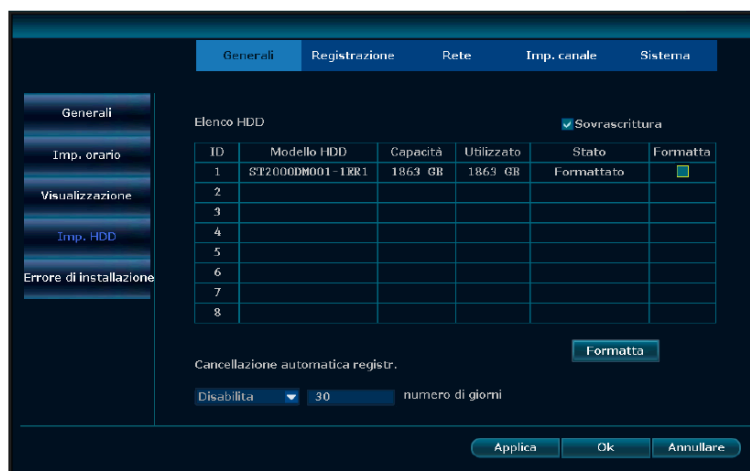 Generali Registrazione Rete Imp. canale Sistema
Generali
Imp. orario
Visualizzazione
Imp. HDD
Errore di installazione
Elenco HDD Sovrascrittura
ID Modello HDD Capacità Utilizzato Stato Formatta
1 ST2000DM001-1ER1 1863 GB 1863 GB Formattato
2
3
4
5
6
7
8
Formatta
Cancellazione automatica registr.
Disabilita 30 numero di giorni
Applica Ok Annullare